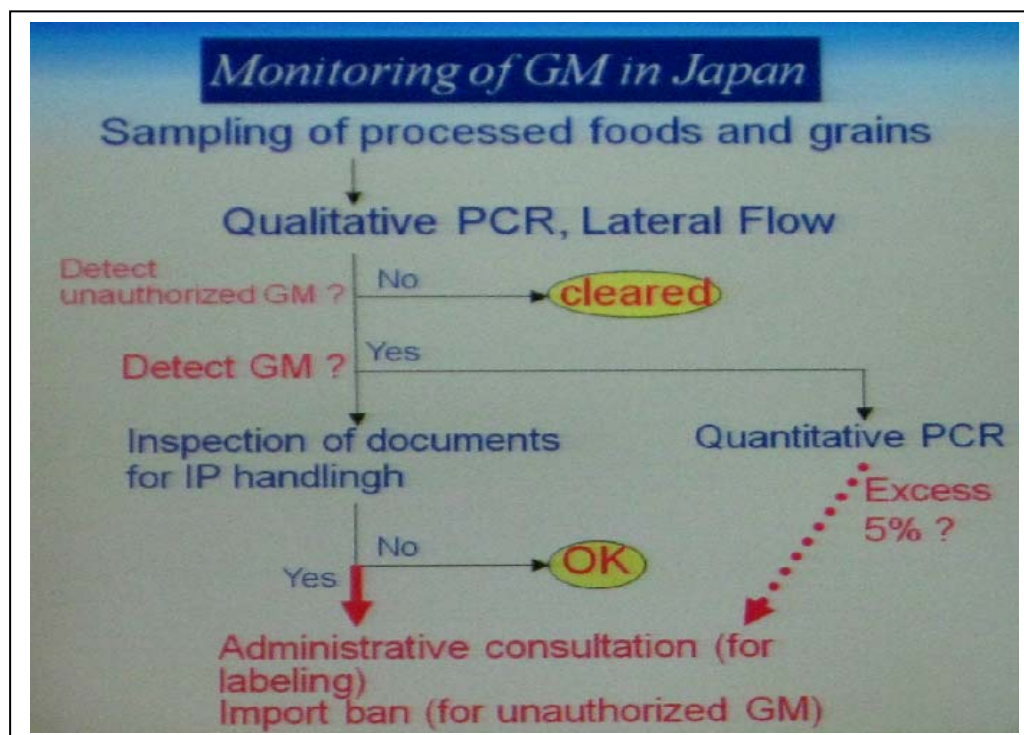 Monitoring of GM in Japan
Sampling of processed foods and grains
Qualitative PCR, Lateral Flow
Detect
unauthorized GM ?
No
cleared
Detect GM ?
Yes
Inspection of documents
for IP handlingh
Quantitative PCR
Excess
5% ?
No
OK
Yes
Administrative consultation (for
labeling)
Import ban (for unauthorized GM)